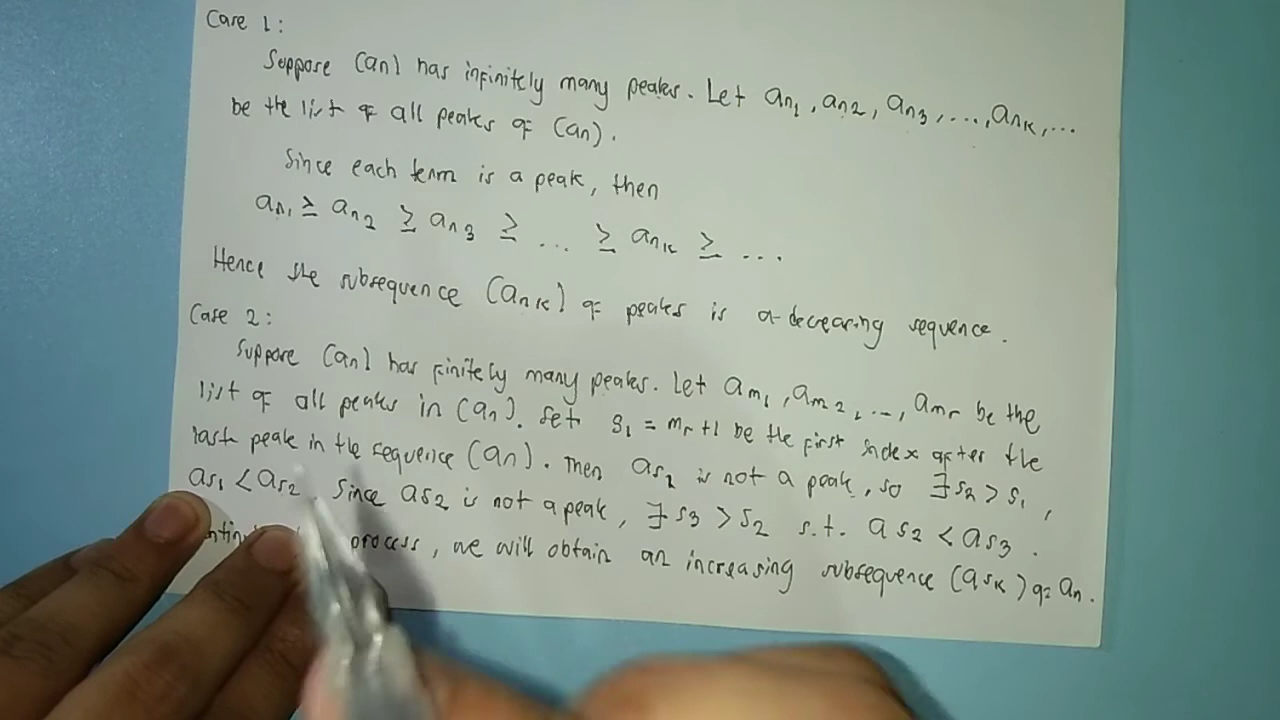 Case 1:
Suppose (an) has infinitely many peaks. Let an1, an2, an3, ..., ank, ...
be the list of all peaks of (an).
Since each term is a peak, then
an1 ≥ an2 ≥ an3 ≥ ... ≥ ank ≥ ...
Hence the subsequence (ank) of peaks is a decreasing sequence.
Case 2:
Suppose (an) has finitely many peaks. Let am1, am2, ..., amr be the
list of all peaks in (an). Set s1 = mr+1 be the first index after the
last peak in the sequence (an). Then as1 is not a peak, so ∃ s2 > s1,
as1 < as2. Since as2 is not a peak, ∃ s3 > s2 s.t. as2 < as3.
process, we will obtain an increasing subsequence (ask) of an.